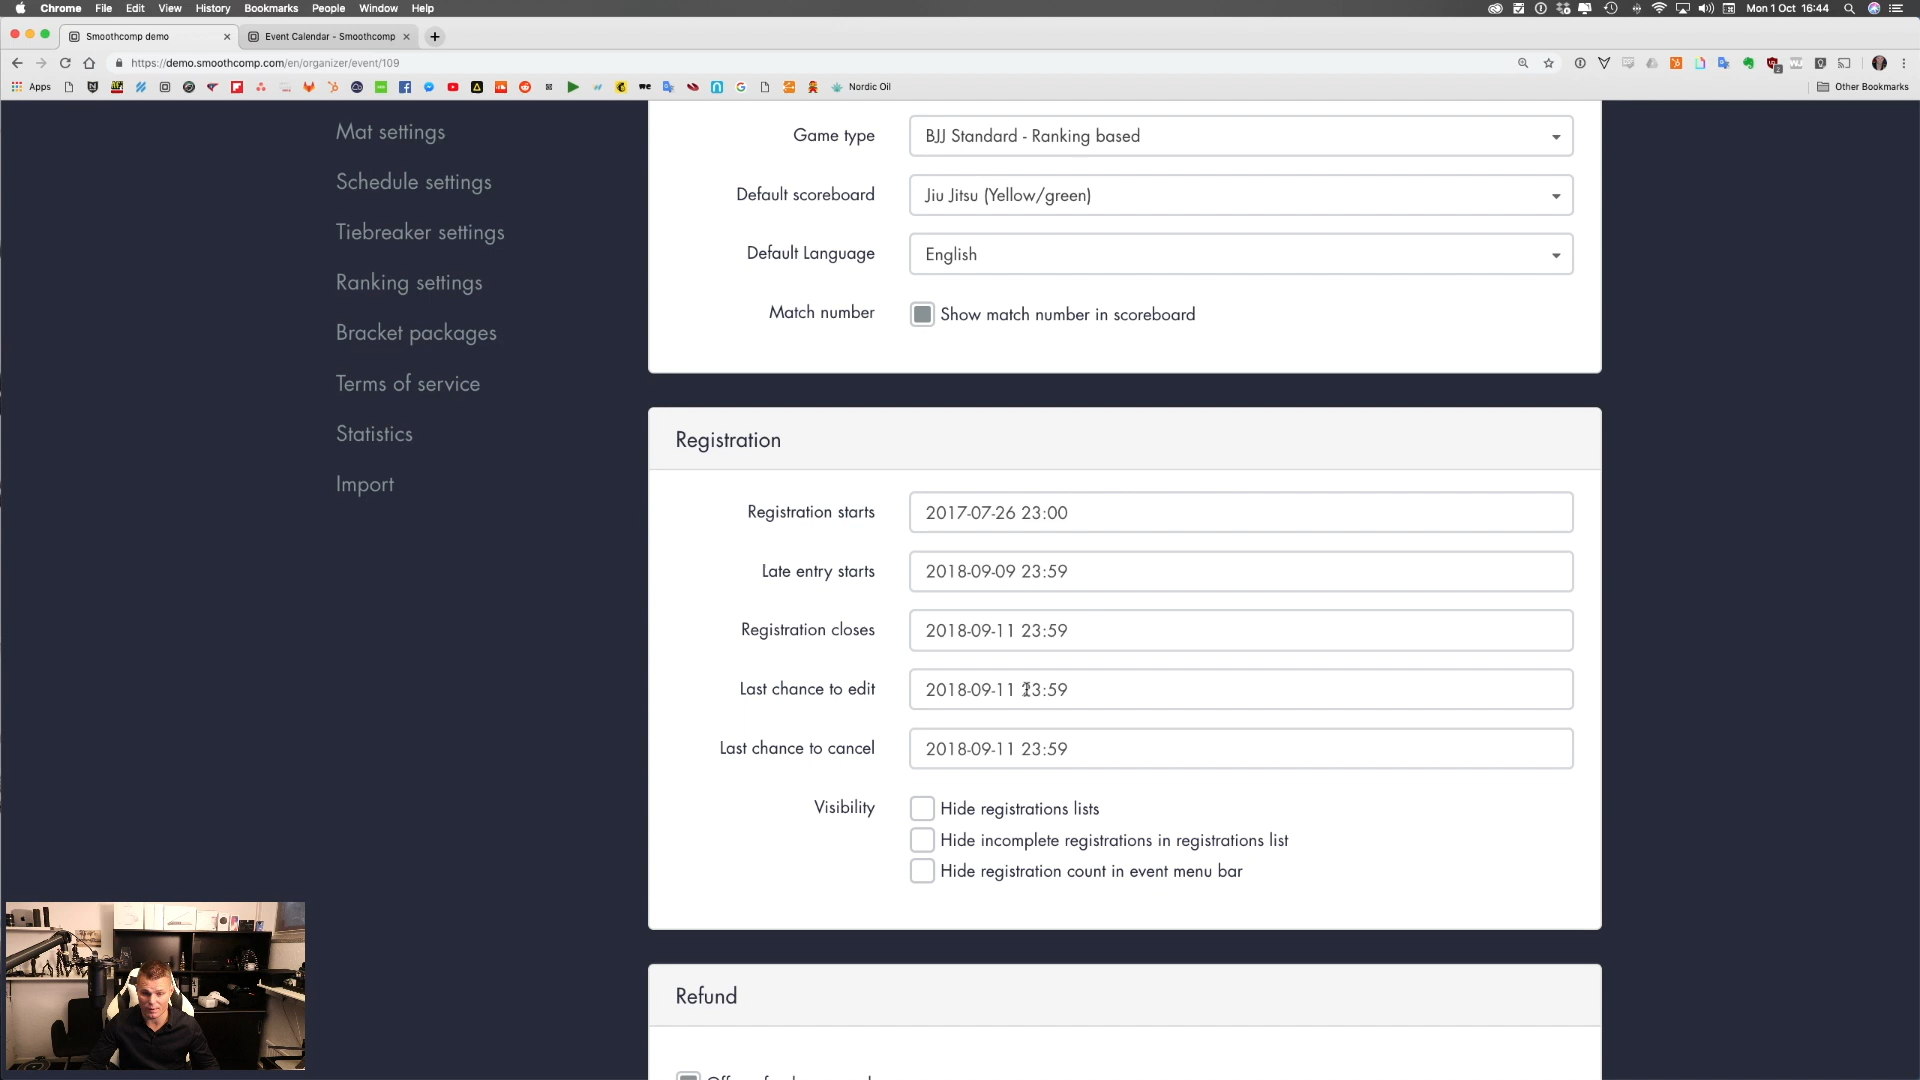 Chrome File Edit View History Bookmarks People Window Help Mon 1 Oct 16:44
Smoothcomp demo Event Calendar - Smoothcomp
https://demo.smoothcomp.com/en/organizer/event/109
Apps Nordic Oil Other Bookmarks
Mat settings
Schedule settings
Tiebreaker settings
Ranking settings
Bracket packages
Terms of service
Statistics
Import
Game type BJJ Standard - Ranking based
Default scoreboard Jiu Jitsu (Yellow/green)
Default Language English
Match number Show match number in scoreboard
Registration
Registration starts 2017-07-26 23:00
Late entry starts 2018-09-09 23:59
Registration closes 2018-09-11 23:59
Last chance to edit 2018-09-11 23:59
Last chance to cancel 2018-09-11 23:59
Visibility Hide registrations lists
Hide incomplete registrations in registrations list
Hide registration count in event menu bar
Refund